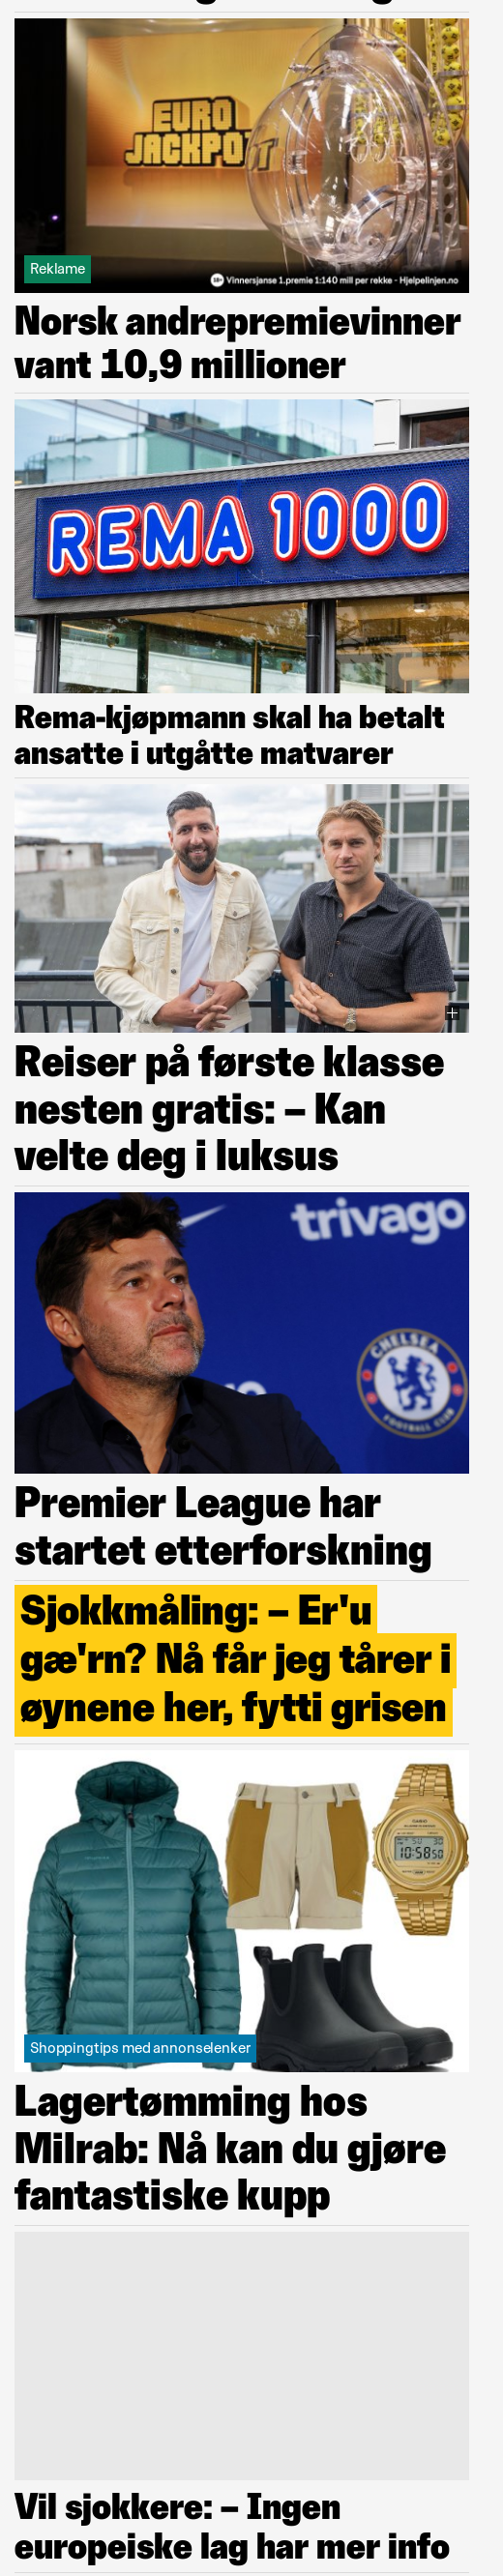 EURO
JACKPOT
Reklame
18+ Vinnersjanse 1.premie 1:140 mill per rekke - Hjelpelinjen.no
Norsk andrepremievinner
vant 10,9 millioner
REMA 1000
Rema-kjøpmann skal ha betalt
ansatte i utgåtte matvarer
Reiser på første klasse
nesten gratis: – Kan
velte deg i luksus
trivago
CHELSEA
FOOTBALL CLUB
Premier League har
startet etterforskning
Sjokkmåling: – Er'u
gæ'rn? Nå får jeg tårer i
øynene her, fytti grisen
CASIO
10:58 50
Shoppingtips med annonselenker
Lagertømming hos
Milrab: Nå kan du gjøre
fantastiske kupp
Vil sjokkere: – Ingen
europeiske lag har mer info